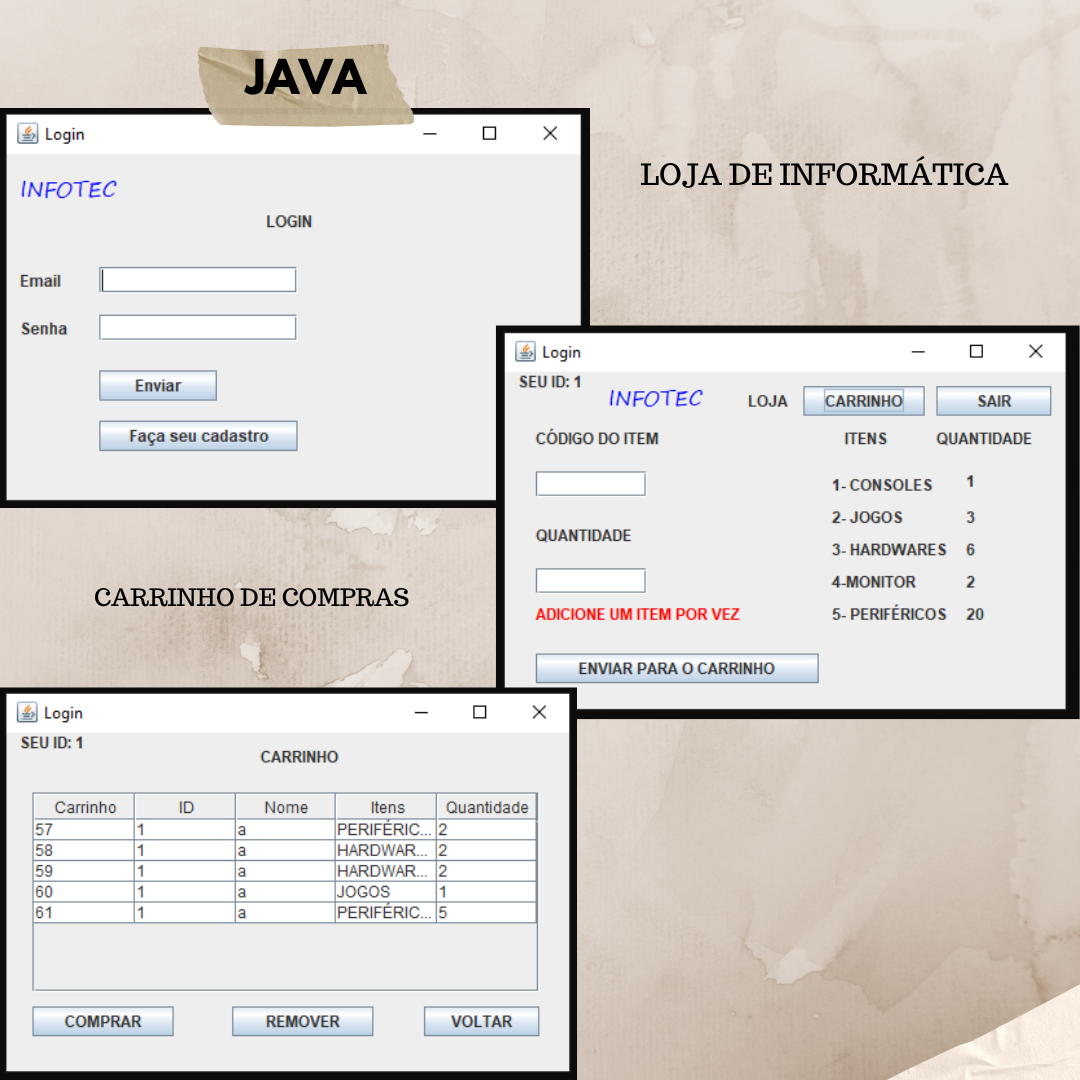 JAVA
Login
INFOTEC
LOGIN
Email
Senha
Enviar
Faça seu cadastro
LOJA DE INFORMÁTICA
Login
SEU ID: 1
INFOTEC
LOJA
CARRINHO
SAIR
CÓDIGO DO ITEM
ITENS QUANTIDADE
1- CONSOLES 1
2- JOGOS 3
3- HARDWARES 6
4-MONITOR 2
5- PERIFÉRICOS 20
QUANTIDADE
ADICIONE UM ITEM POR VEZ
ENVIAR PARA O CARRINHO
CARRINHO DE COMPRAS
Login
SEU ID: 1
CARRINHO
Carrinho ID Nome Itens Quantidade
57 1 a PERIFÉRIC... 2
58 1 a HARDWAR... 2
59 1 a HARDWAR... 2
60 1 a JOGOS 1
61 1 a PERIFÉRIC... 5
COMPRAR REMOVER VOLTAR